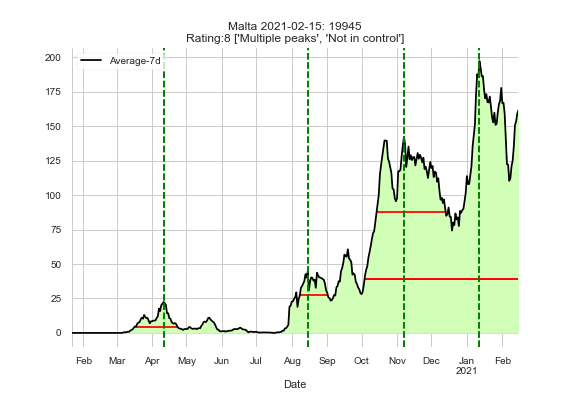 Malta 2021-02-15: 19945
Rating:8 ['Multiple peaks', 'Not in control']
Average-7d
200
175
150
125
100
75
50
25
0
Feb Mar Apr May Jun Jul Aug Sep Oct Nov Dec Jan Feb
2021
Date